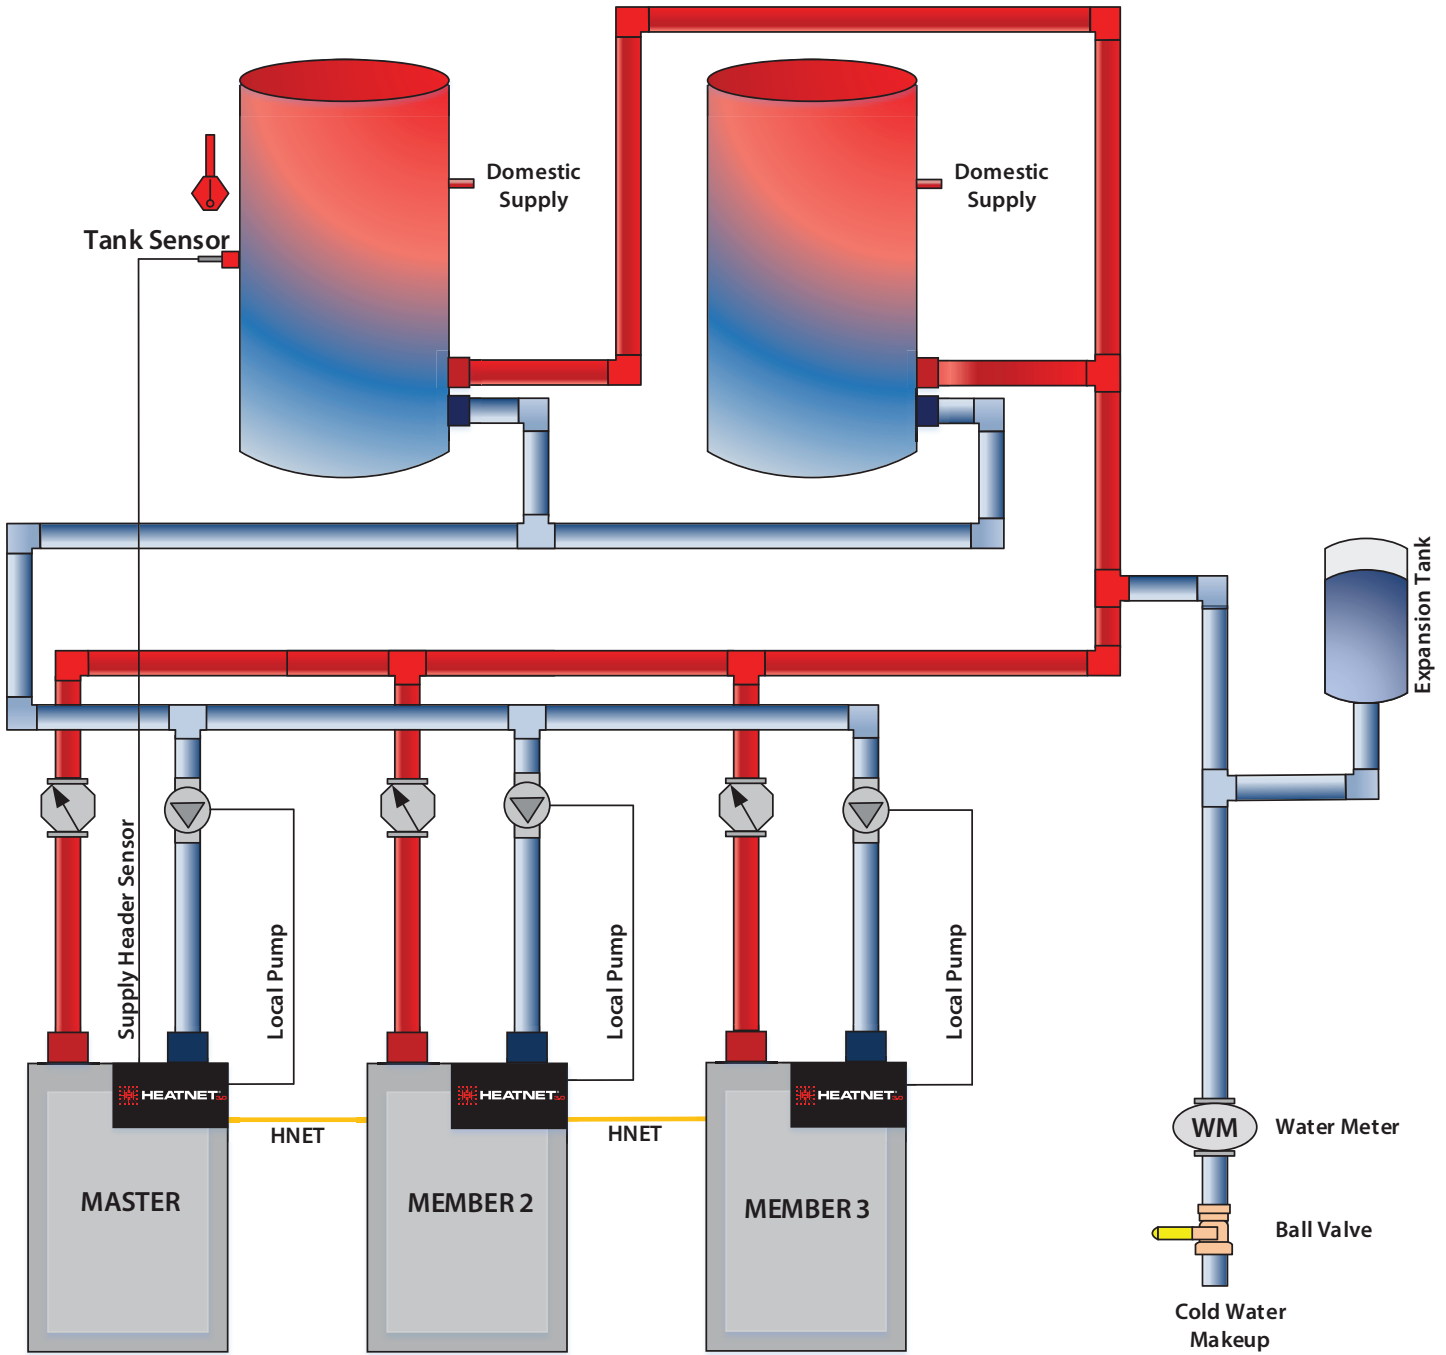 Domestic
Supply
Domestic
Supply
Tank Sensor
Expansion Tank
Supply Header Sensor
Local Pump
Local Pump
Local Pump
HEATNET
HEATNET
HEATNET
HNET
HNET
WM
Water Meter
MASTER
MEMBER 2
MEMBER 3
Ball Valve
Cold Water
Makeup